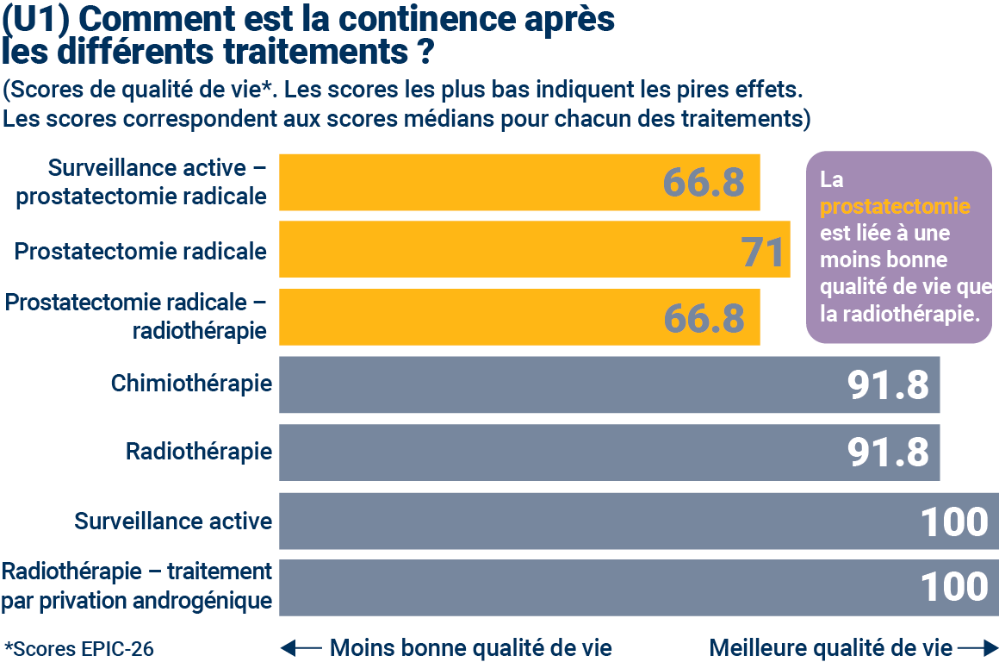 (U1) Comment est la continence après
les différents traitements ?
(Scores de qualité de vie*. Les scores les plus bas indiquent les pires effets.
Les scores correspondent aux scores médians pour chacun des traitements)
Surveillance active –
prostatectomie radicale
66.8
Prostatectomie radicale
71
Prostatectomie radicale –
radiothérapie
66.8
Chimiothérapie
91.8
Radiothérapie
91.8
Surveillance active
100
Radiothérapie – traitement
par privation androgénique
100
La
prostatectomie
est liée à une
moins bonne
qualité de vie que
la radiothérapie.
*Scores EPIC-26
Moins bonne qualité de vie
Meilleure qualité de vie